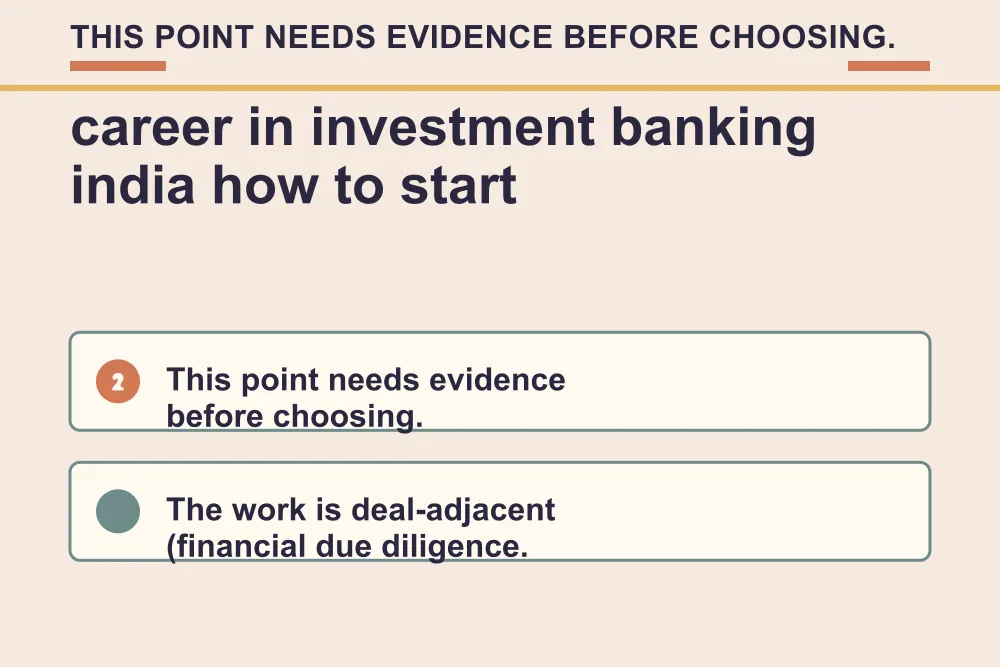 THIS POINT NEEDS EVIDENCE BEFORE CHOOSING.
career in investment banking
india how to start
2
This point needs evidence
before choosing.
The work is deal-adjacent
(financial due diligence.